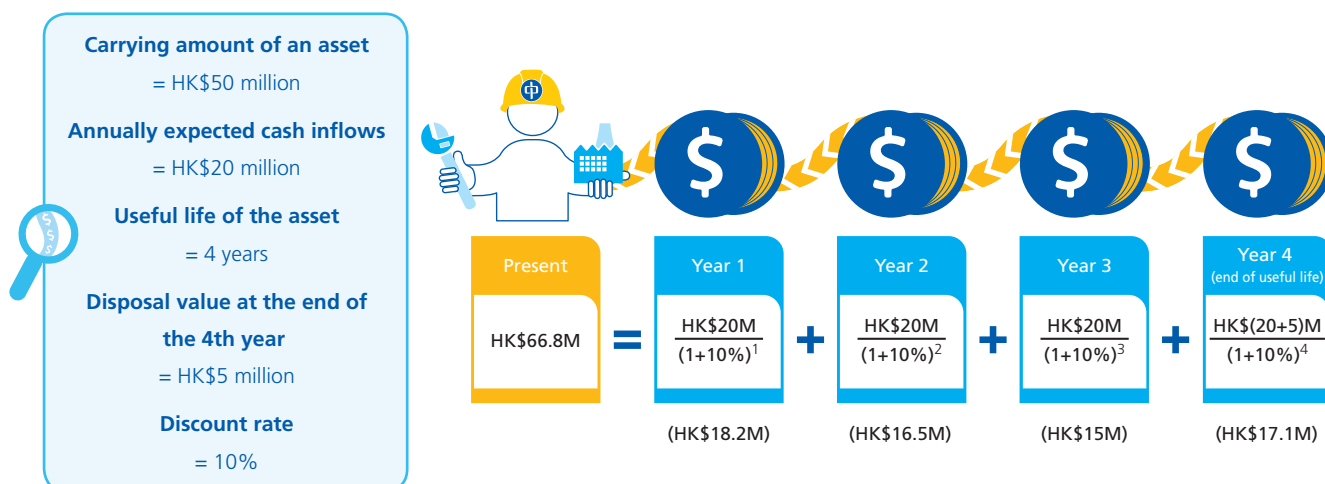 Carrying amount of an asset
= HK$50 million
Annually expected cash inflows
= HK$20 million
Useful life of the asset
= 4 years
Disposal value at the end of
the 4th year
= HK$5 million
Discount rate
= 10%
$
$
$
中
$ $ $ $
Present
HK$66.8M
=
Year 1
HK$20M
(1+10%)¹
(HK$18.2M)
+
Year 2
HK$20M
(1+10%)²
(HK$16.5M)
+
Year 3
HK$20M
(1+10%)³
(HK$15M)
+
Year 4
(end of useful life)
HK$(20+5)M
(1+10%)⁴
(HK$17.1M)